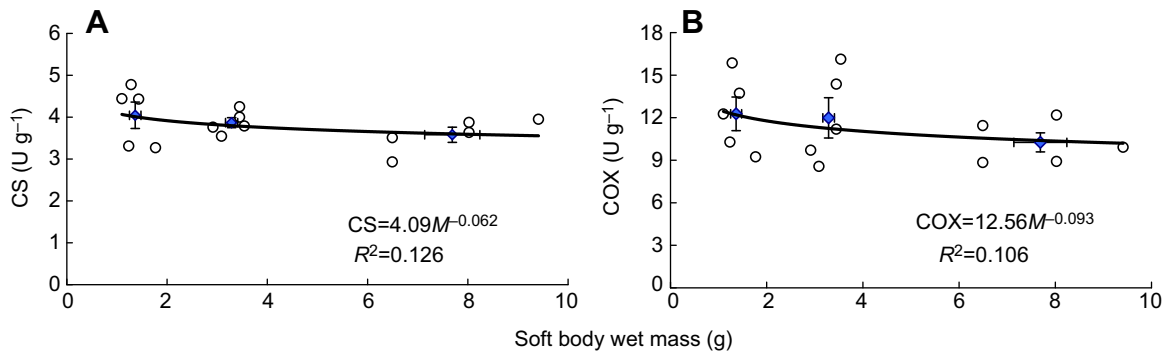 A
CS (U g–1)
6
5
4
3
2
1
0
CS=4.09M–0.062
R2=0.126
0 2 4 6 8 10
B
COX (U g–1)
18
15
12
9
6
3
0
COX=12.56M–0.093
R2=0.106
0 2 4 6 8 10
Soft body wet mass (g)